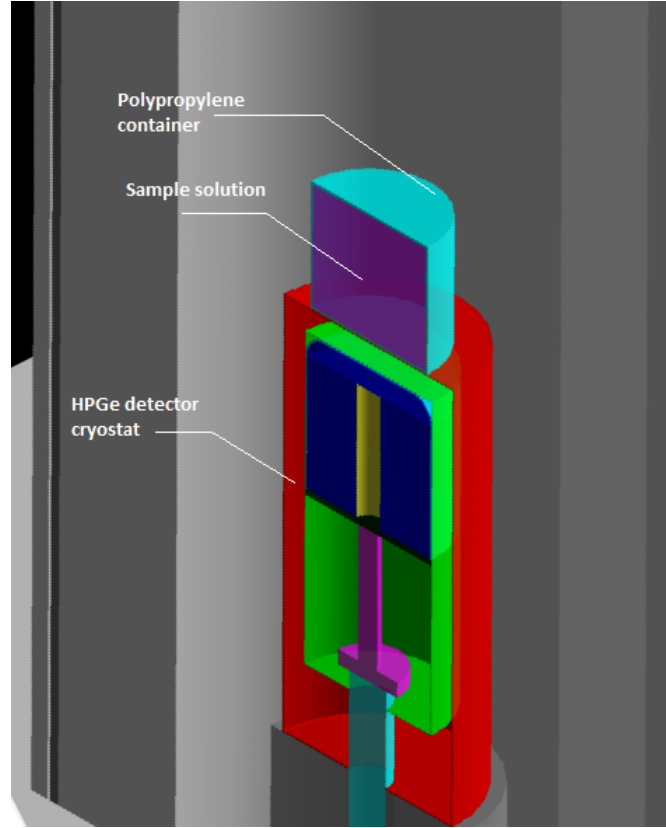 Polypropylene
container
Sample solution
HPGe detector
cryostat